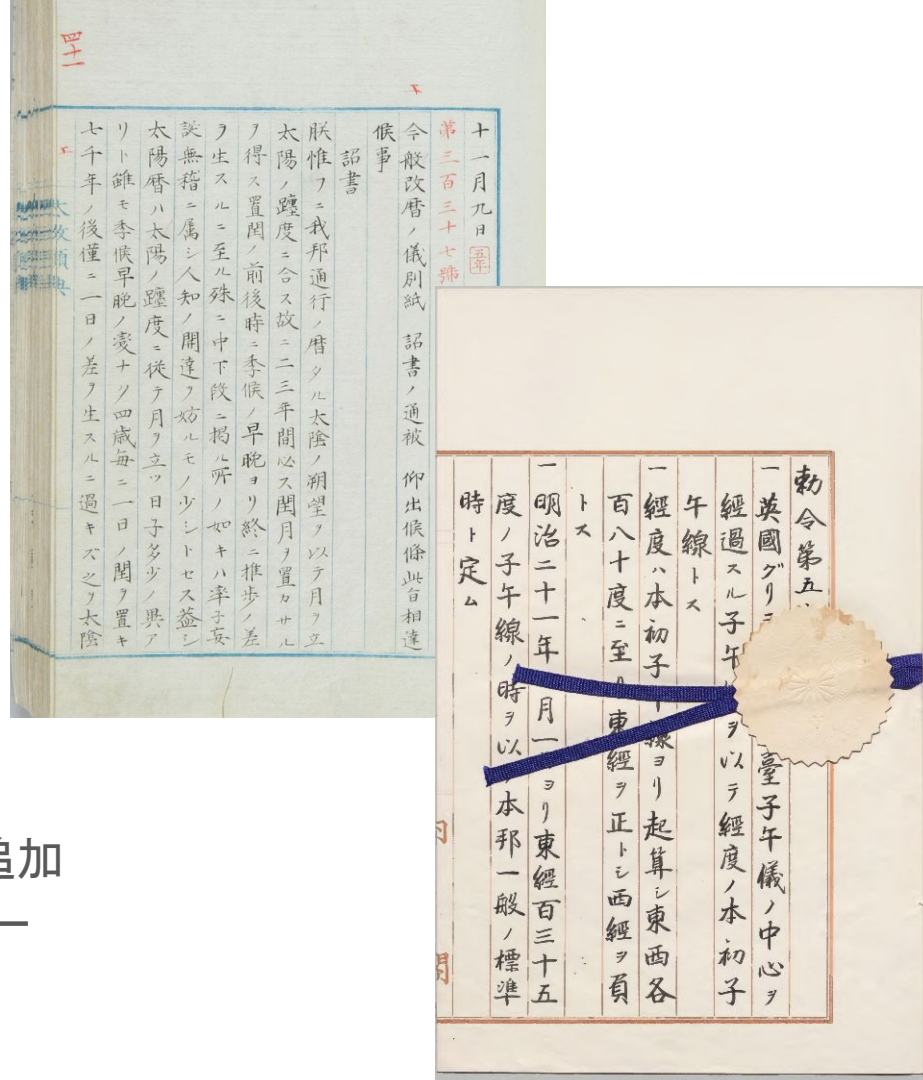 四十一
十一月九日 五年
第三百三十七號
今般改暦ノ儀別紙 詔書ノ通被 仰出候條此旨相達
候事
詔書
朕惟フニ我邦通行ノ暦タル太陰ノ朔望ヲ以テ月ヲ立
太陽ノ躔度ニ合ス故ニ二三年間必ス閏月ヲ置カサル
ヲ得ス置閏ノ前後時ニ季候ノ早晩ヨリ終ニ推歩ノ差
ヲ生スルニ至ル殊ニ中下段ニ掲ル所ノ如キハ率子妄
誕無稽ニ属シ人知ノ開達ヲ妨ルモノ少シトセス葢シ
太陽暦ハ太陽ノ躔度ニ従テ月ヲ立ツ日子多少ノ異ア
リト雖モ季候早晩ノ変ナク四歳毎ニ一日ノ閏ヲ置キ
七千年ノ後僅ニ一日ノ差ヲ生スルニ過キズ之ヲ太陰
勅令第五
一 英國グリ 臺子午儀ノ中心ヲ
經過スル子午 ヲ以テ經度ノ本初子
午線トス
一 經度ハ本初子 線ヨリ起算シ東西各
百八十度ニ至 東經ヲ正トシ西經ヲ負
トス
一 明治二十一年 月一 ヨリ東經百三十五
度ノ子午線ノ時ヲ以 本邦一般ノ標準
時ト定ム
追加
ー